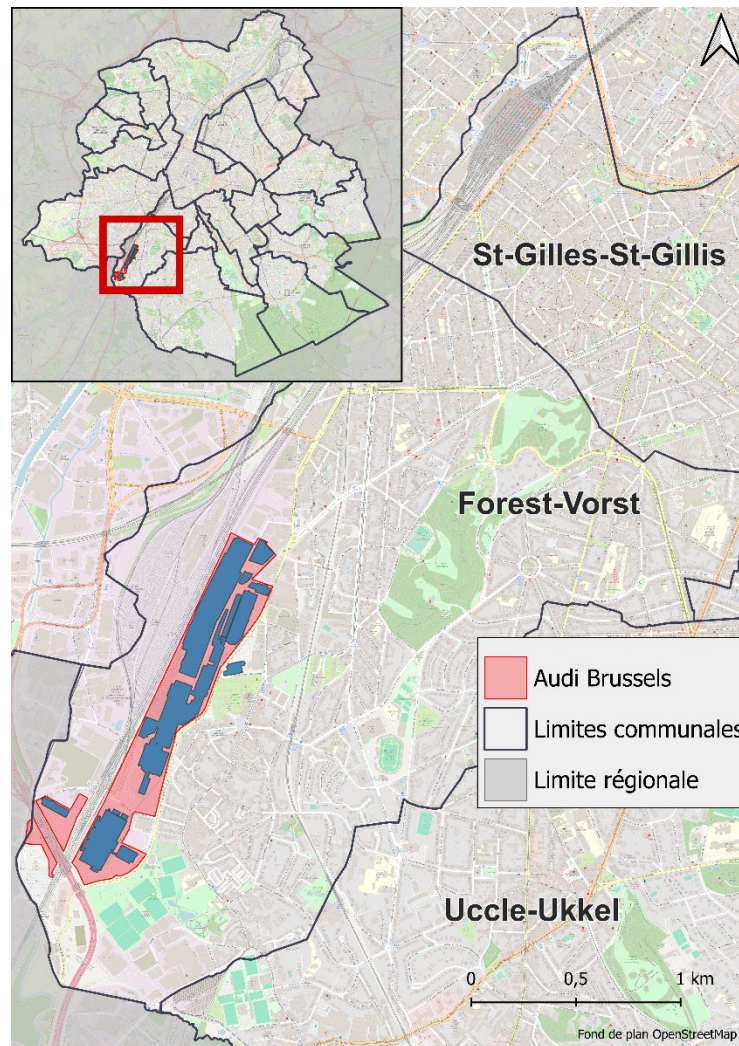 St-Gilles-St-Gillis
Forest-Vorst
Audi Brussels
Limites communales
Limite régionale
Uccle-Ukkel
0 0,5 1 km
Fond de plan OpenStreetMap